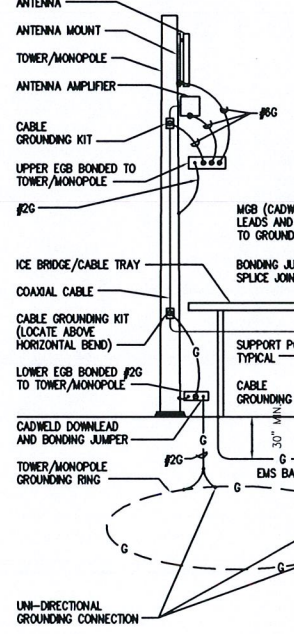 ANTENNA
ANTENNA MOUNT
TOWER/MONOPOLE
ANTENNA AMPLIFIER
#6G
CABLE
GROUNDING KIT
UPPER EGB BONDED TO
TOWER/MONOPOLE
#2G
MGB (CADW
LEADS AND
TO GROUND
ICE BRIDGE/CABLE TRAY
BONDING JU
SPLICE JOIN
COAXIAL CABLE
CABLE GROUNDING KIT
(LOCATE ABOVE
HORIZONTAL BEND)
G
SUPPORT P
TYPICAL
LOWER EGB BONDED #2G
TO TOWER/MONOPOLE
CABLE
GROUNDING
CADWELD DOWNLEAD
AND BONDING JUMPER
30" MIN
G
#2G
G
EMS BA
TOWER/MONOPOLE
GROUNDING RING
G
G
G
UNI-DIRECTIONAL
GROUNDING CONNECTION